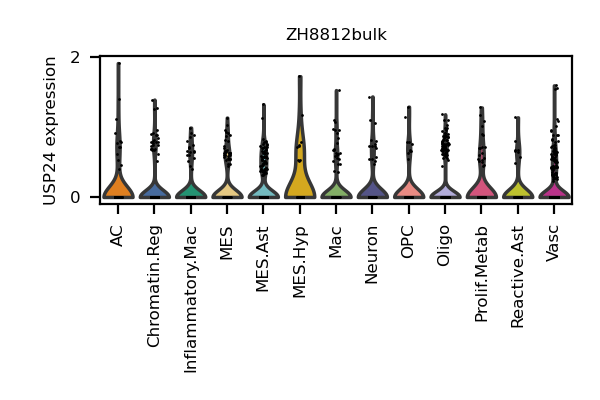 ZH8812bulk
USP24 expression
2
0
AC
Chromatin.Reg
Inflammatory.Mac
MES
MES.Ast
MES.Hyp
Mac
Neuron
OPC
Oligo
Prolif.Metab
Reactive.Ast
Vasc